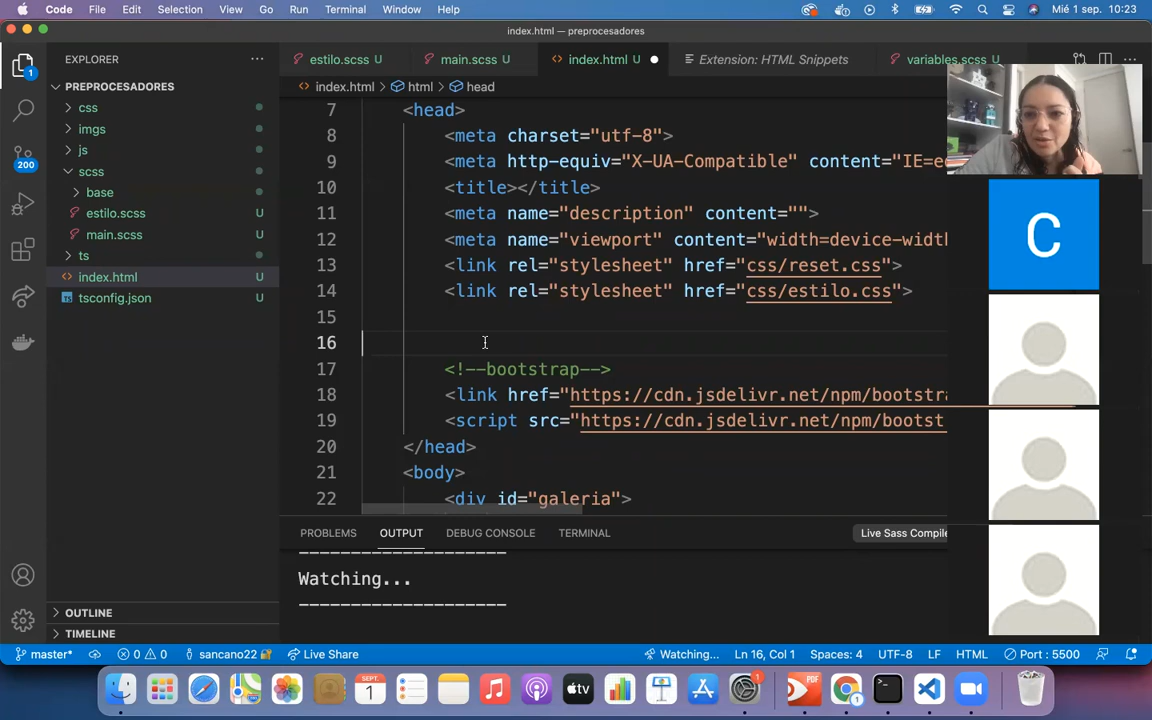 Code File Edit Selection View Go Run Terminal Window Help Mié 1 sep. 10:23
index.html — preprocesadores
EXPLORER
estilo.scss U
main.scss U
index.html U
Extension: HTML Snippets
variables.scss U
PREPROCESADORES
css
imgs
js
scss
base
estilo.scss U
main.scss U
ts
index.html U
tsconfig.json U
OUTLINE
TIMELINE
1
200
index.html > html > head
7 <head>
8 <meta charset="utf-8">
9 <meta http-equiv="X-UA-Compatible" content="IE=e
10 <title></title>
11 <meta name="description" content="">
12 <meta name="viewport" content="width=device-width
13 <link rel="stylesheet" href="css/reset.css">
14 <link rel="stylesheet" href="css/estilo.css">
15
16
17 <!--bootstrap-->
18 <link href="https://cdn.jsdelivr.net/npm/bootstra
19 <script src="https://cdn.jsdelivr.net/npm/bootst
20 </head>
21 <body>
22 <div id="galeria">
C
PROBLEMS OUTPUT DEBUG CONSOLE TERMINAL Live Sass Compile
--------------------
Watching...
--------------------
master* 0 0 sancano22 Live Share Watching... Ln 16, Col 1 Spaces: 4 UTF-8 LF HTML Port : 5500
SEPT.
1
tv
1
PDF
1